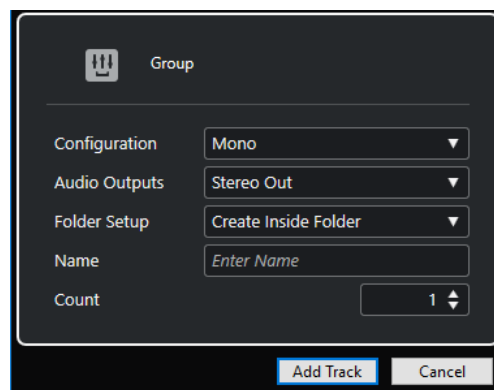 Group
Configuration Mono
Audio Outputs Stereo Out
Folder Setup Create Inside Folder
Name Enter Name
Count 1
Add Track Cancel